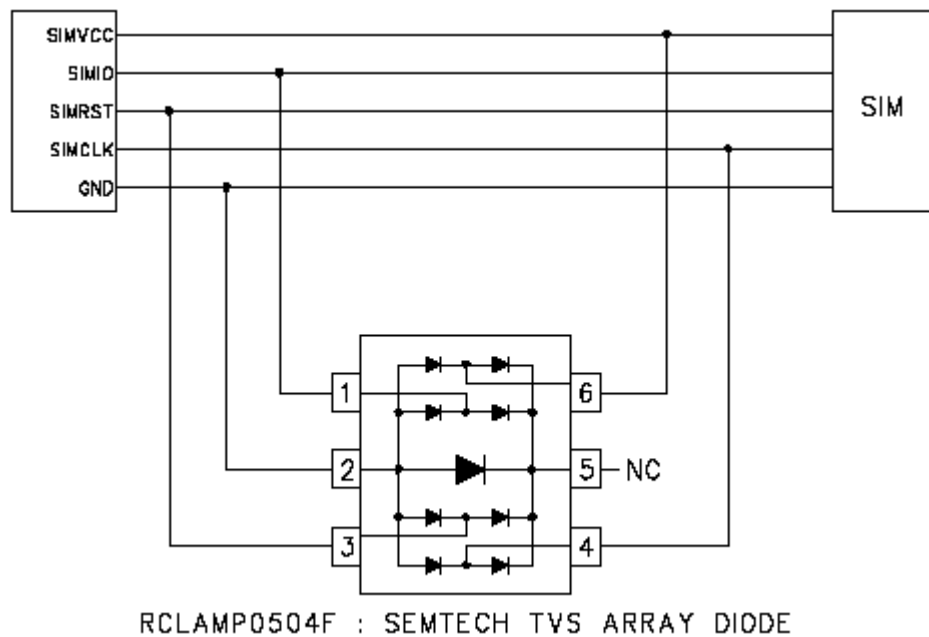 SIMVCC
SIMIO
SIMRST
SIMCLK
GND
SIM
1
6
2
5
NC
3
4
RCLAMP0504F : SEMTECH TVS ARRAY DIODE